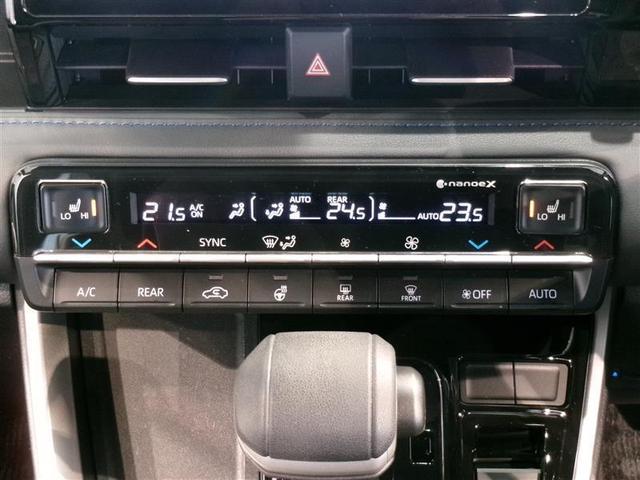 nanoeX
LO HI
21.5 A/C ON AUTO REAR 24.5 AUTO 23.5
LO HI
SYNC
A/C REAR REAR FRONT OFF AUTO